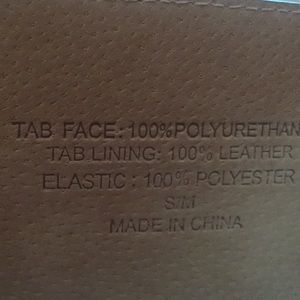 TAB FACE: 100%POLYURETHAN
TAB LINING: 100% LEATHER
ELASTIC : 100% POLYESTER
S/M
MADE IN CHINA